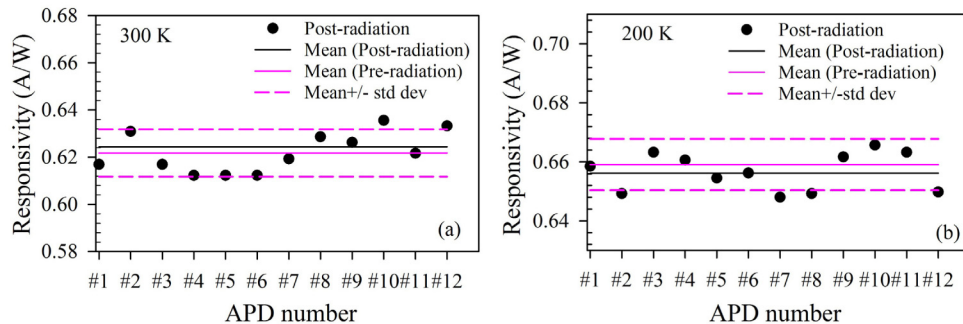 0.68
0.66
0.64
0.62
0.60
0.58
Responsivity (A/W)
300 K
Post-radiation
Mean (Post-radiation)
Mean (Pre-radiation)
Mean+/- std dev
(a)
#1 #2 #3 #4 #5 #6 #7 #8 #9 #10 #11 #12
APD number
0.70
0.68
0.66
0.64
Responsivity (A/W)
200 K
Post-radiation
Mean (Post-radiation)
Mean (Pre-radiation)
Mean+/-std dev
(b)
#1 #2 #3 #4 #5 #6 #7 #8 #9 #10 #11 #12
APD number